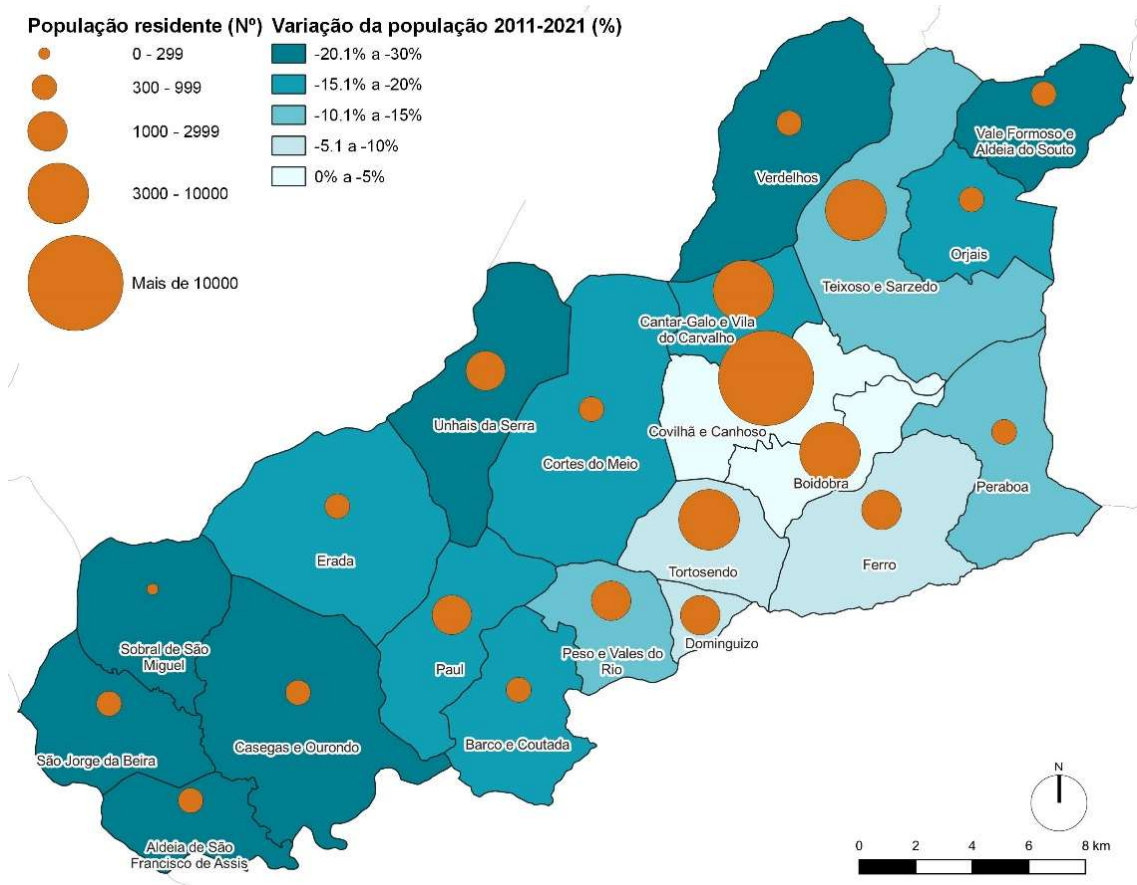 População residente (Nº)
0 - 299
300 - 999
1000 - 2999
3000 - 10000
Mais de 10000
Variação da população 2011-2021 (%)
-20.1% a -30%
-15.1% a -20%
-10.1% a -15%
-5.1 a -10%
0% a -5%
Vale Formoso e
Aldeia do Souto
Verdelhos
Orjais
Teixoso e Sarzedo
Cantar-Galo e Vila
do Carvalho
Unhais da Serra
Covilhã e Canhoso
Cortes do Meio
Boidobra
Peraboa
Erada
Tortosendo
Ferro
Sobral de São
Miguel
Paul
Peso e Vales do
Rio
Dominguizo
São Jorge da Beira
Casegas e Ourondo
Barco e Coutada
Aldeia de São
Francisco de Assis
N
0 2 4 6 8 km